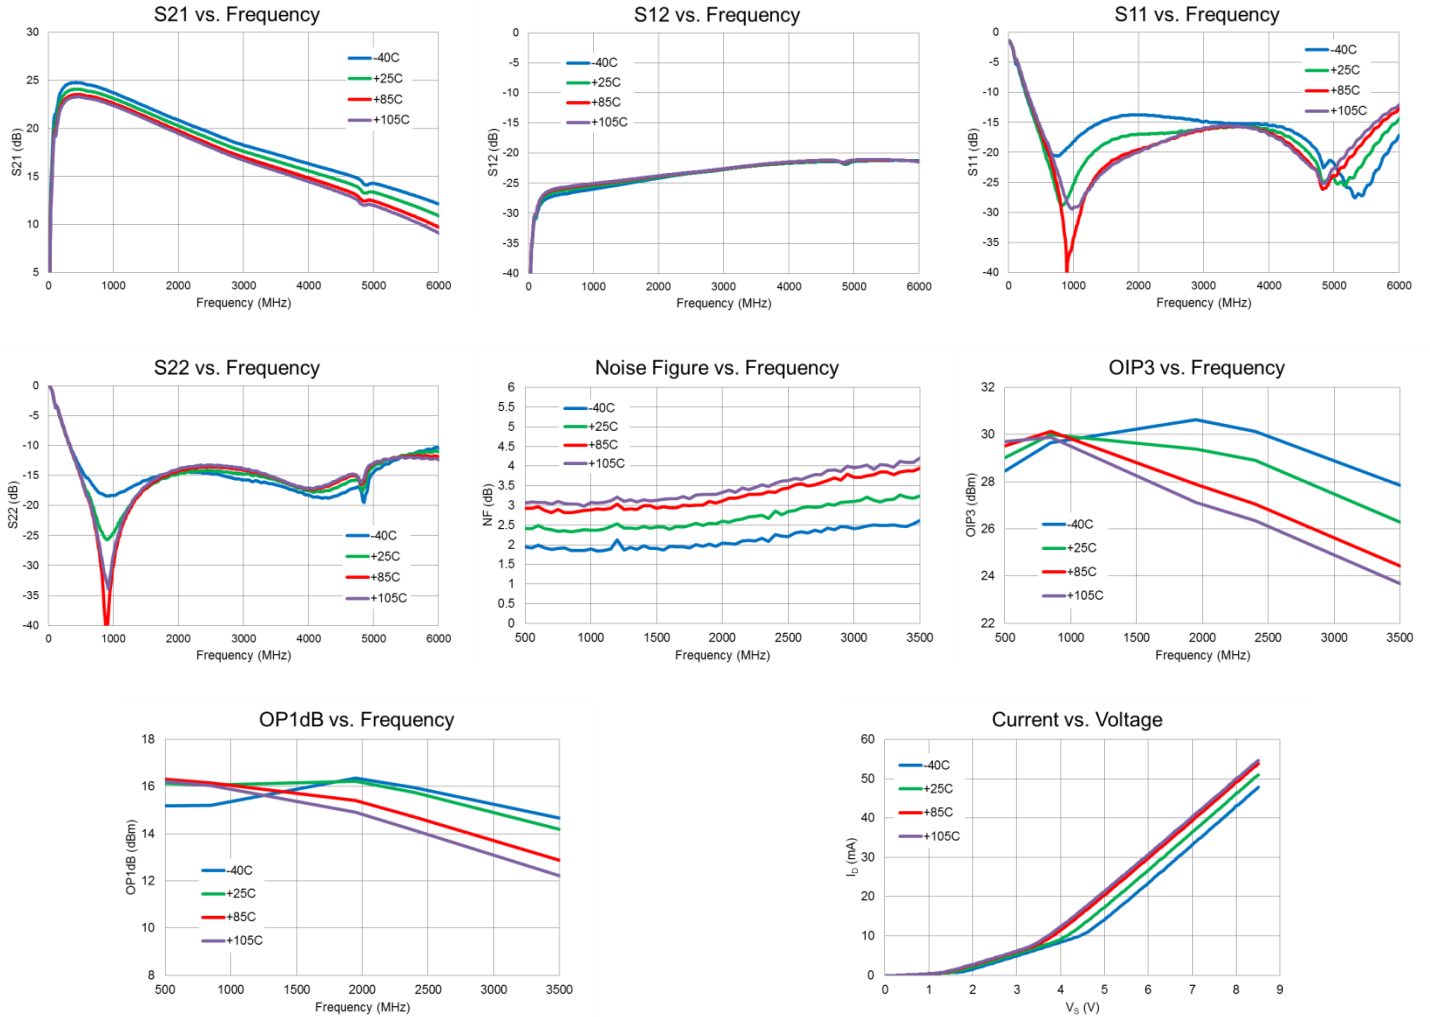 S21 vs. Frequency
S21 (dB)
30
25
20
15
10
5
-40C
+25C
+85C
+105C
0 1000 2000 3000 4000 5000 6000
Frequency (MHz)
S12 vs. Frequency
S12 (dB)
0
-5
-10
-15
-20
-25
-30
-35
-40
-40C
+25C
+85C
+105C
0 1000 2000 3000 4000 5000 6000
Frequency (MHz)
S11 vs. Frequency
S11 (dB)
0
-5
-10
-15
-20
-25
-30
-35
-40
-40C
+25C
+85C
+105C
0 1000 2000 3000 4000 5000 6000
Frequency (MHz)
S22 vs. Frequency
S22 (dB)
0
-5
-10
-15
-20
-25
-30
-35
-40
-40C
+25C
+85C
+105C
0 1000 2000 3000 4000 5000 6000
Frequency (MHz)
Noise Figure vs. Frequency
NF (dB)
6
5.5
5
4.5
4
3.5
3
2.5
2
1.5
1
0.5
0
-40C
+25C
+85C
+105C
500 1000 1500 2000 2500 3000 3500
Frequency (MHz)
OIP3 vs. Frequency
OIP3 (dBm)
32
30
28
26
24
22
-40C
+25C
+85C
+105C
500 1000 1500 2000 2500 3000 3500
Frequency (MHz)
OP1dB vs. Frequency
OP1dB (dBm)
18
16
14
12
10
8
-40C
+25C
+85C
+105C
500 1000 1500 2000 2500 3000 3500
Frequency (MHz)
Current vs. Voltage
I_D (mA)
60
50
40
30
20
10
0
-40C
+25C
+85C
+105C
0 1 2 3 4 5 6 7 8 9
V_S (V)